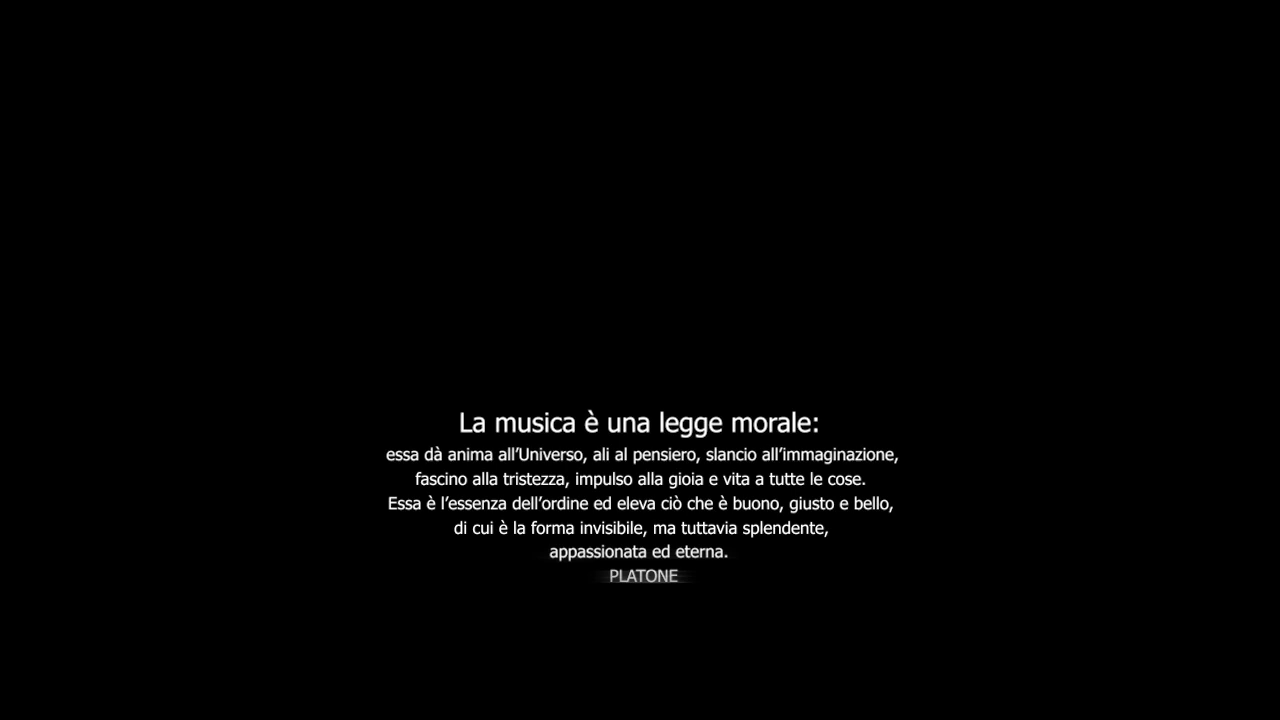 La musica è una legge morale:
essa dà anima all’Universo, ali al pensiero, slancio all’immaginazione,
fascino alla tristezza, impulso alla gioia e vita a tutte le cose.
Essa è l’essenza dell’ordine ed eleva ciò che è buono, giusto e bello,
di cui è la forma invisibile, ma tuttavia splendente,
appassionata ed eterna.
PLATONE